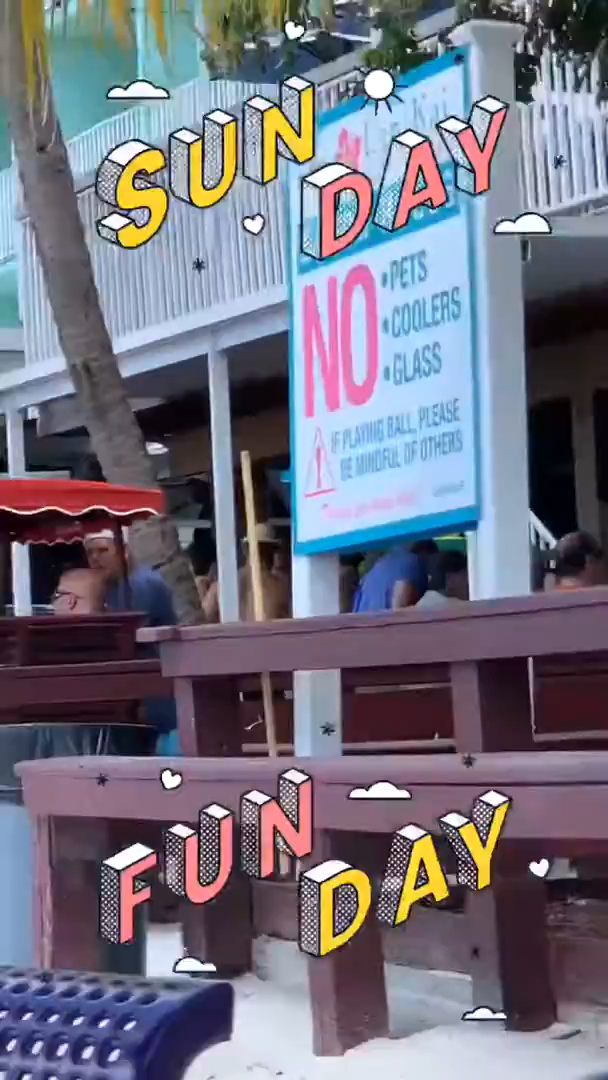 SUN
DAY
NO
• PETS
• COOLERS
• GLASS
IF PLAYING BALL, PLEASE
BE MINDFUL OF OTHERS
FUN
DAY